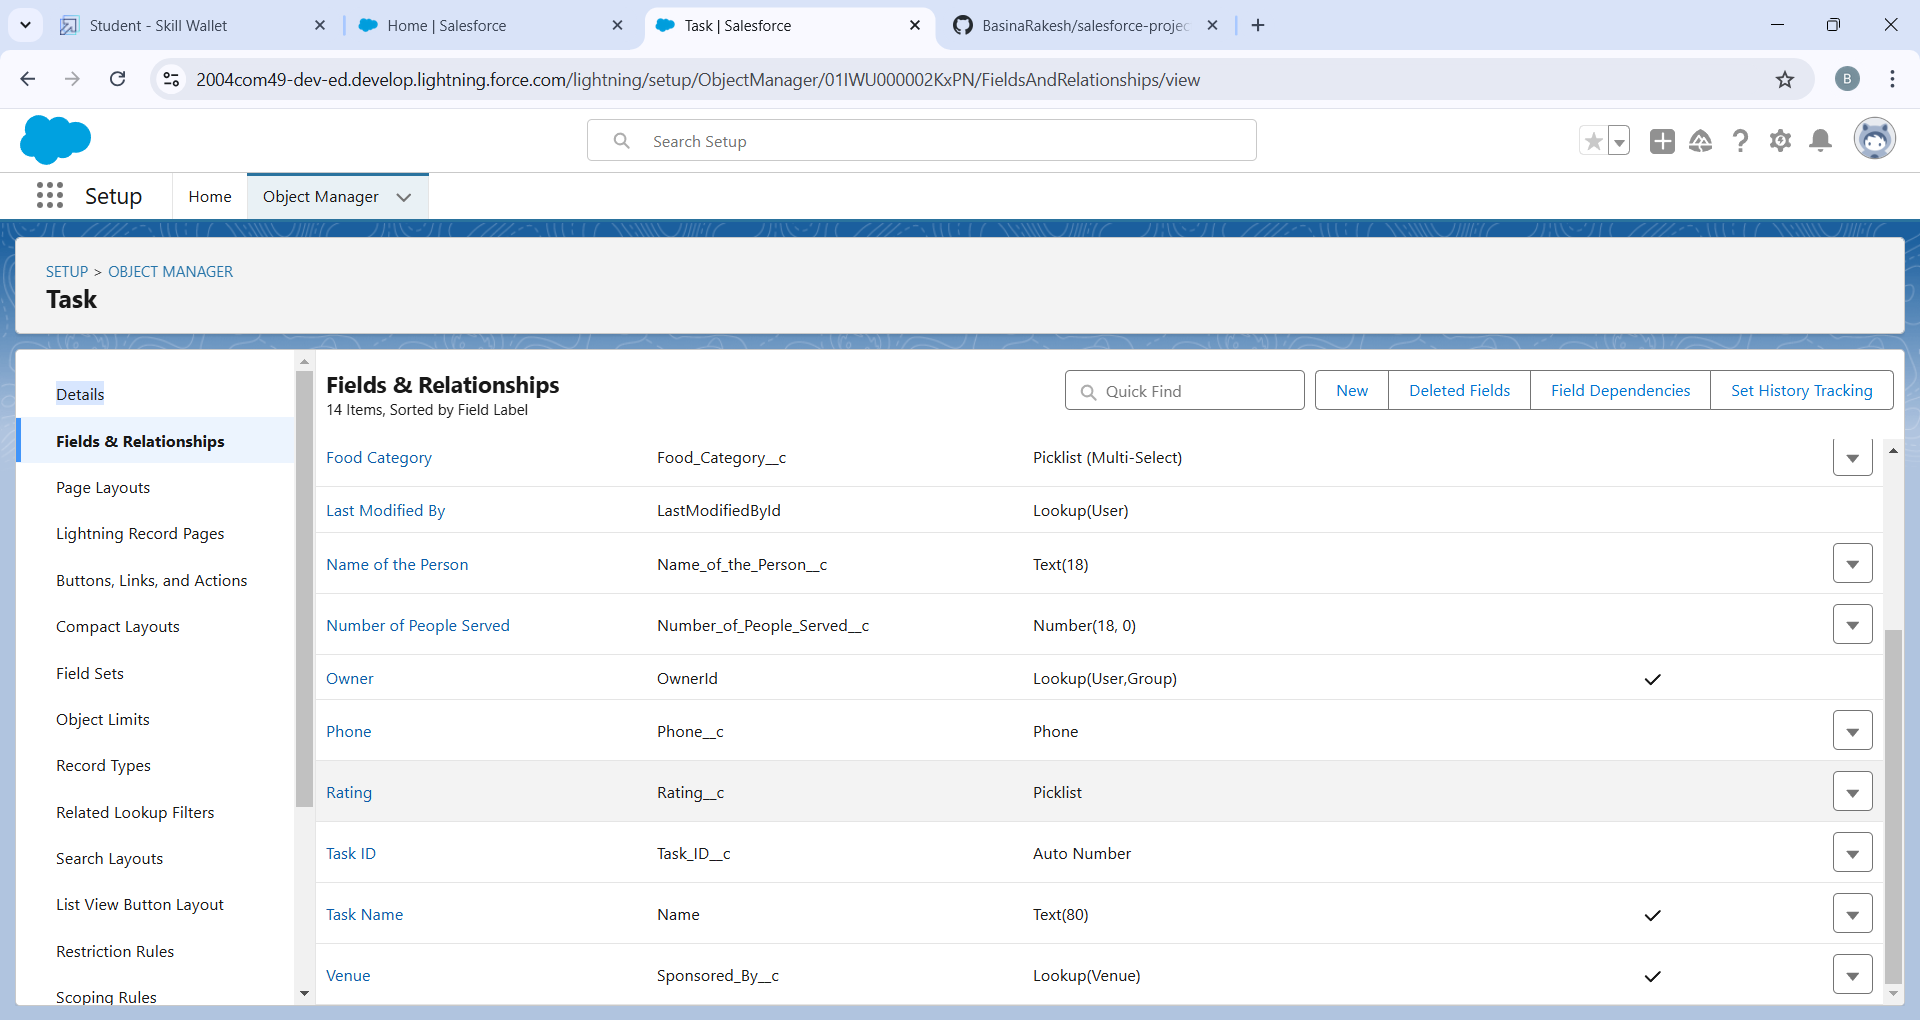 Student - Skill Wallet
Home | Salesforce
Task | Salesforce
BasinaRakesh/salesforce-projec
2004com49-dev-ed.develop.lightning.force.com/lightning/setup/ObjectManager/01IWU000002KxPN/FieldsAndRelationships/view
B
Search Setup
Setup
Home
Object Manager
SETUP > OBJECT MANAGER
Task
Details
Fields & Relationships
Page Layouts
Lightning Record Pages
Buttons, Links, and Actions
Compact Layouts
Field Sets
Object Limits
Record Types
Related Lookup Filters
Search Layouts
List View Button Layout
Restriction Rules
Scoping Rules
Fields & Relationships
14 Items, Sorted by Field Label
Quick Find
New
Deleted Fields
Field Dependencies
Set History Tracking
Food Category Food_Category__c Picklist (Multi-Select)
Last Modified By LastModifiedById Lookup(User)
Name of the Person Name_of_the_Person__c Text(18)
Number of People Served Number_of_People_Served__c Number(18, 0)
Owner OwnerId Lookup(User,Group)
Phone Phone__c Phone
Rating Rating__c Picklist
Task ID Task_ID__c Auto Number
Task Name Name Text(80)
Venue Sponsored_By__c Lookup(Venue)